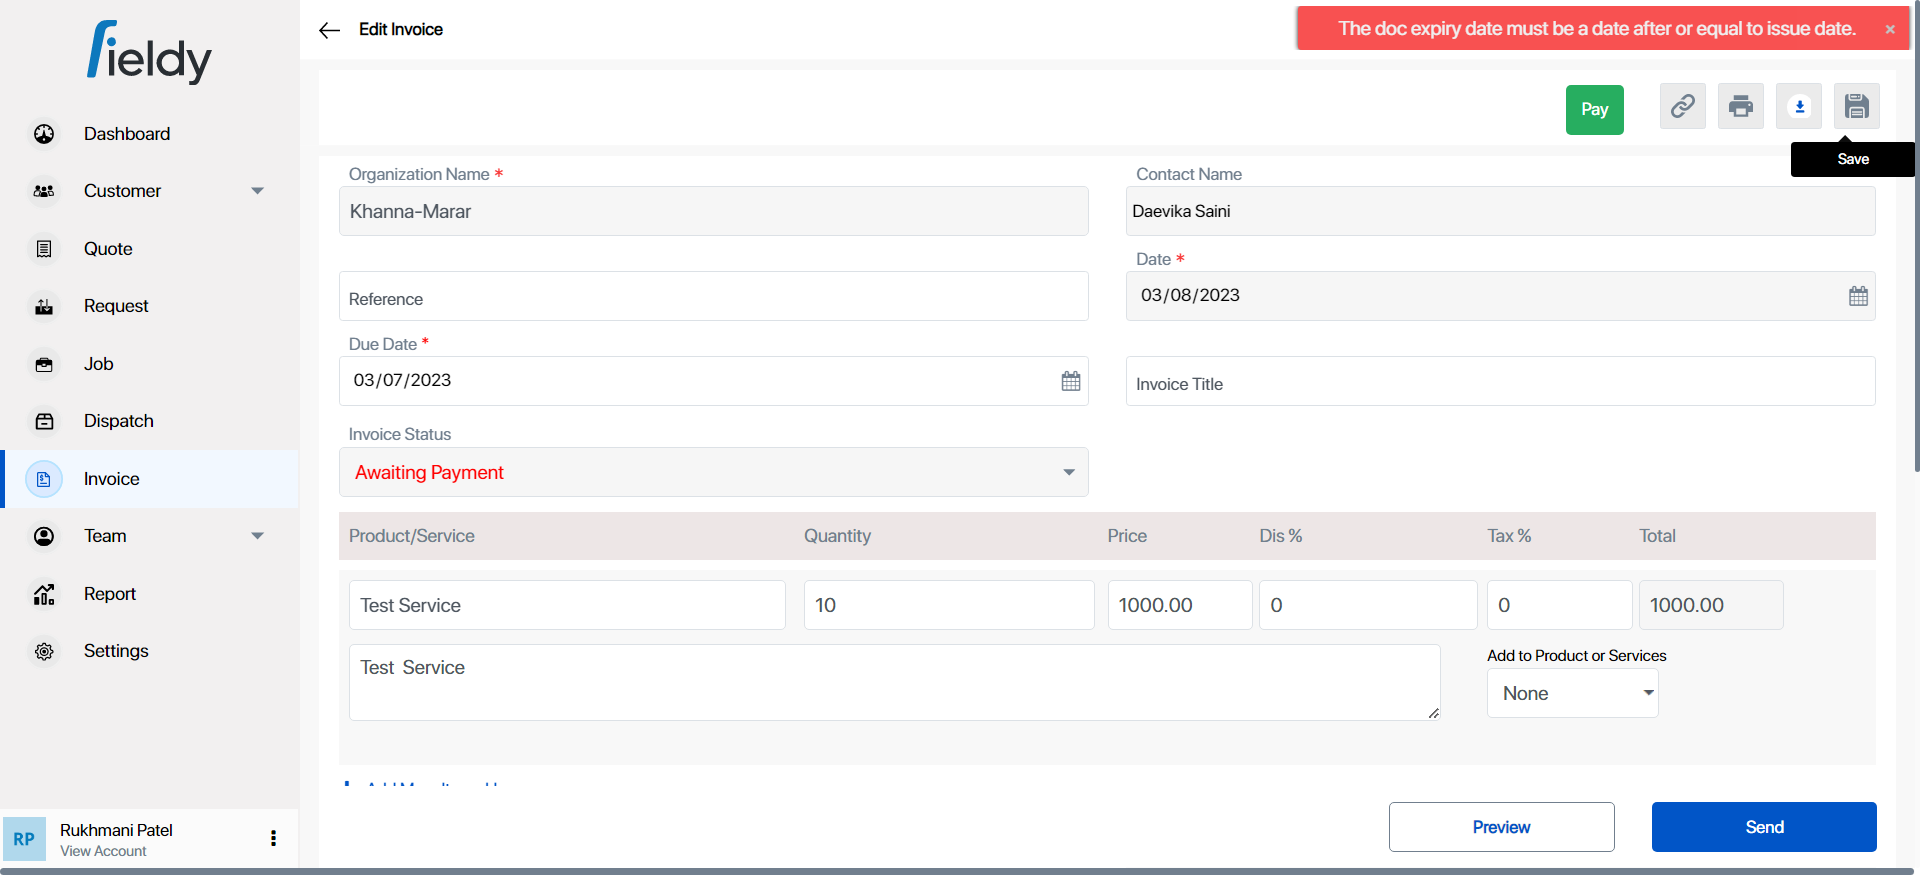 fieldy
Edit Invoice
The doc expiry date must be a date after or equal to issue date. ×
Pay
Save
Dashboard
Customer
Quote
Request
Job
Dispatch
Invoice
Team
Report
Settings
RP
Rukhmani Patel
View Account
Organization Name *
Khanna-Marar
Contact Name
Daevika Saini
Reference
Date *
03/08/2023
Due Date *
03/07/2023
Invoice Title
Invoice Status
Awaiting Payment
Product/Service Quantity Price Dis % Tax % Total
Test Service 10 1000.00 0 0 1000.00
Test  Service
Add to Product or Services
None
Preview
Send